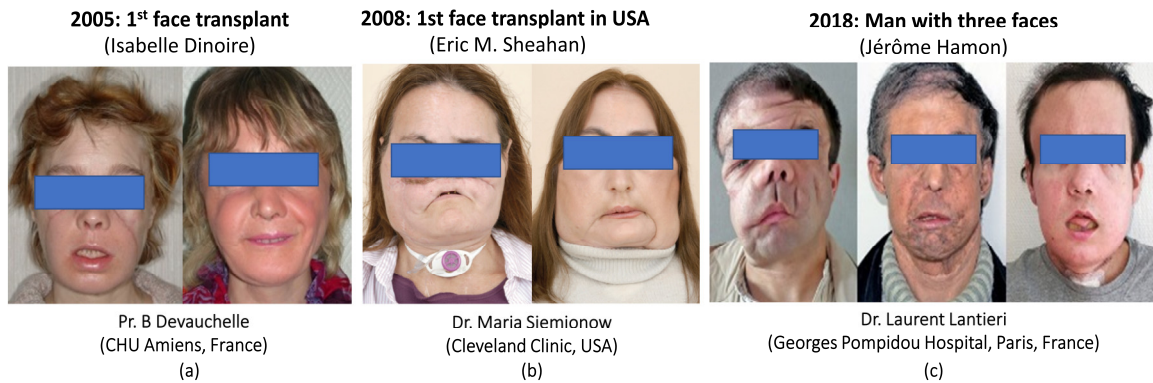 2005: 1st face transplant
(Isabelle Dinoire)
2008: 1st face transplant in USA
(Eric M. Sheahan)
2018: Man with three faces
(Jérôme Hamon)
Pr. B Devauchelle
(CHU Amiens, France)
(a)
Dr. Maria Siemionow
(Cleveland Clinic, USA)
(b)
Dr. Laurent Lantieri
(Georges Pompidou Hospital, Paris, France)
(c)